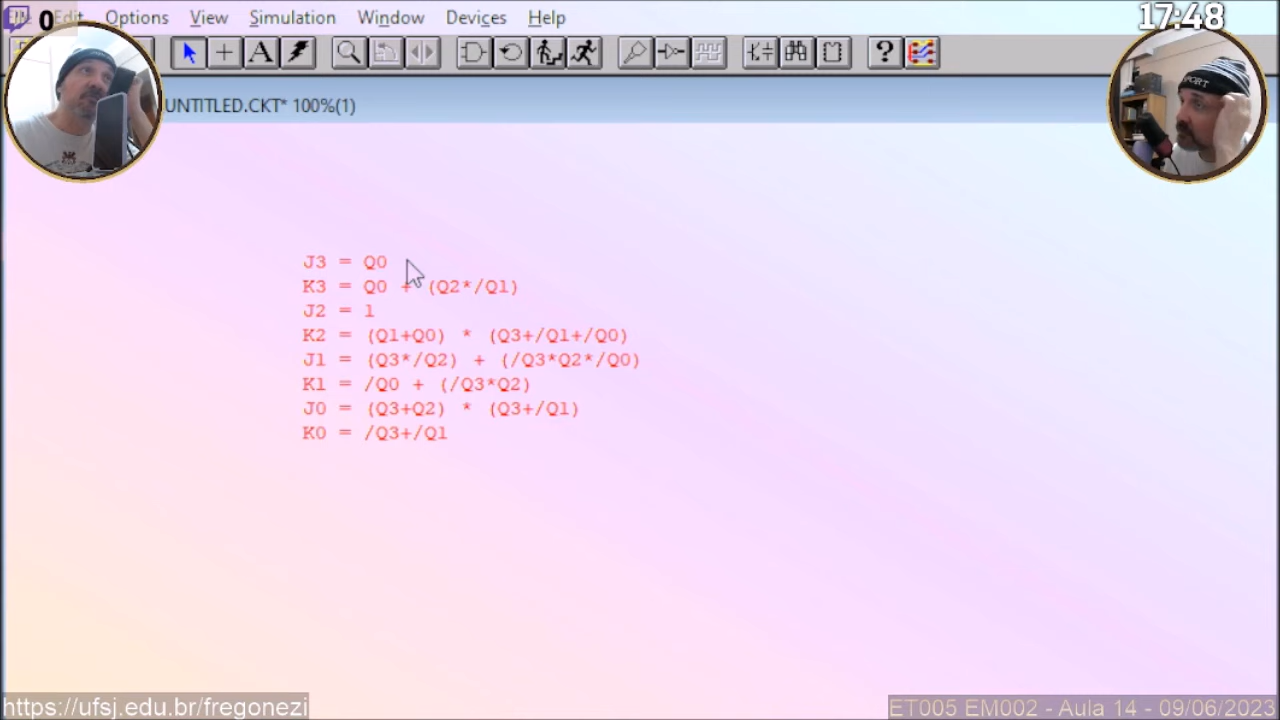 0
Edit Options View Simulation Window Devices Help
17:48
UNTITLED.CKT* 100%(1)
J3 = Q0
K3 = Q0 + (Q2*/Q1)
J2 = 1
K2 = (Q1+Q0) * (Q3+/Q1+/Q0)
J1 = (Q3*/Q2) + (/Q3*Q2*/Q0)
K1 = /Q0 + (/Q3*Q2)
J0 = (Q3+Q2) * (Q3+/Q1)
K0 = /Q3+/Q1
https://ufsj.edu.br/fregonezi
ET005 EM002 - Aula 14 - 09/06/2023